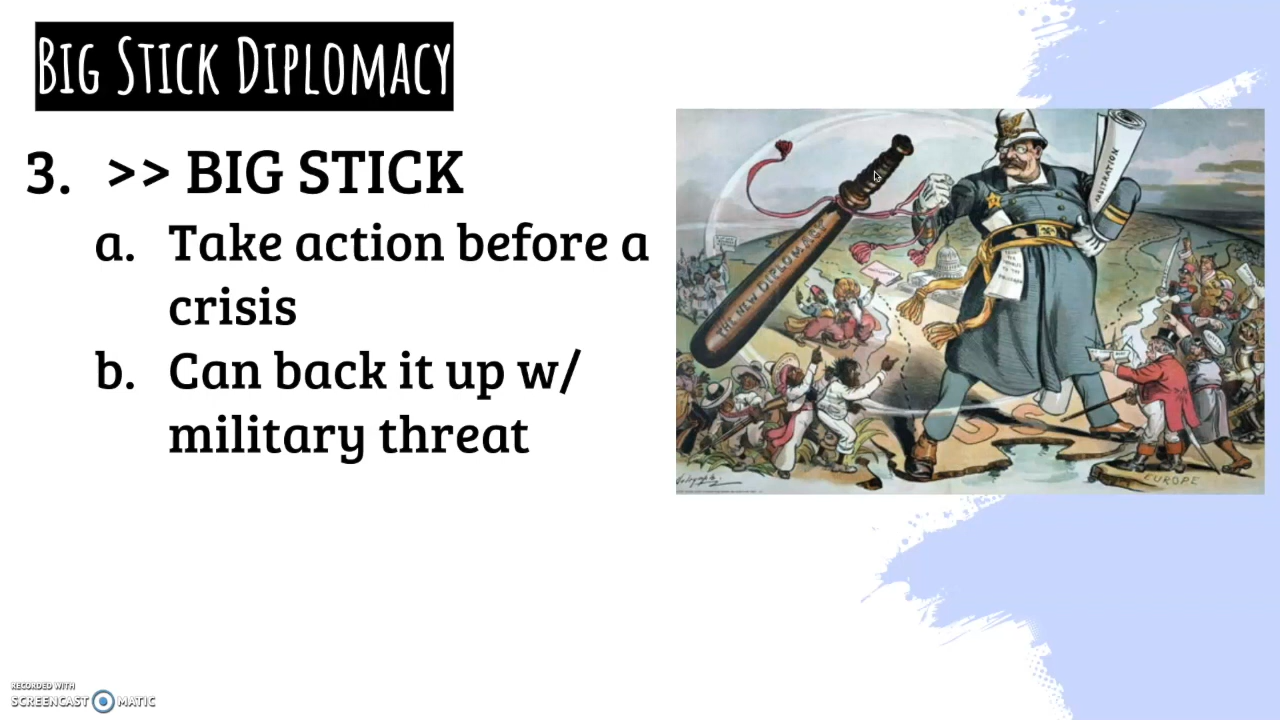 BIG STICK DIPLOMACY
3. >> BIG STICK
a. Take action before a
crisis
b. Can back it up w/
military threat
THE NEW DIPLOMACY
ARBITRATION
EUROPE
RECORDED WITH
SCREENCAST MATIC